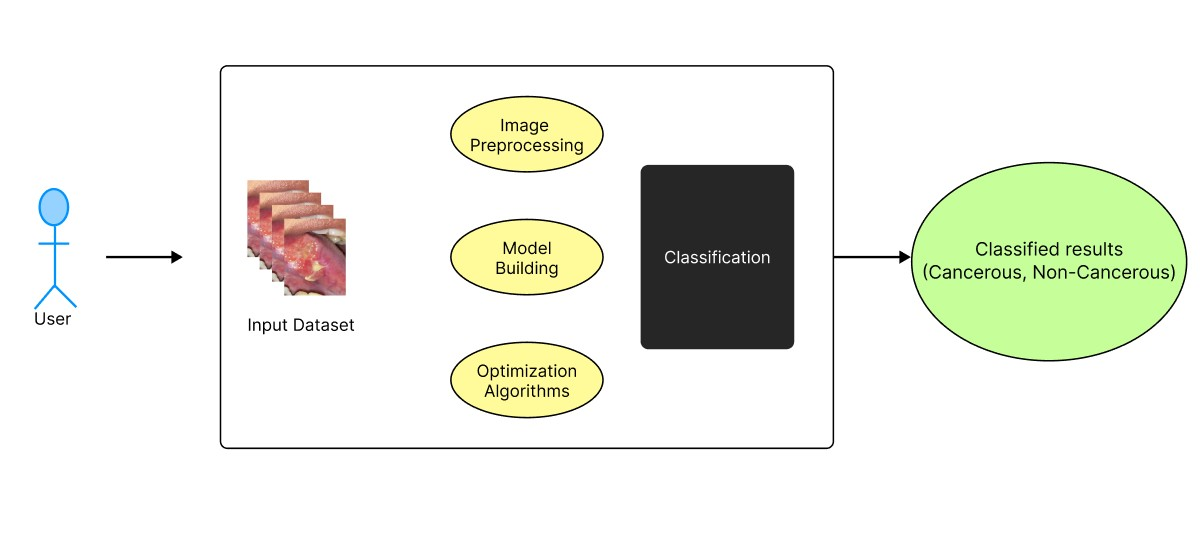 User
Input Dataset
Image
Preprocessing
Model
Building
Optimization
Algorithms
Classification
Classified results
(Cancerous, Non-Cancerous)